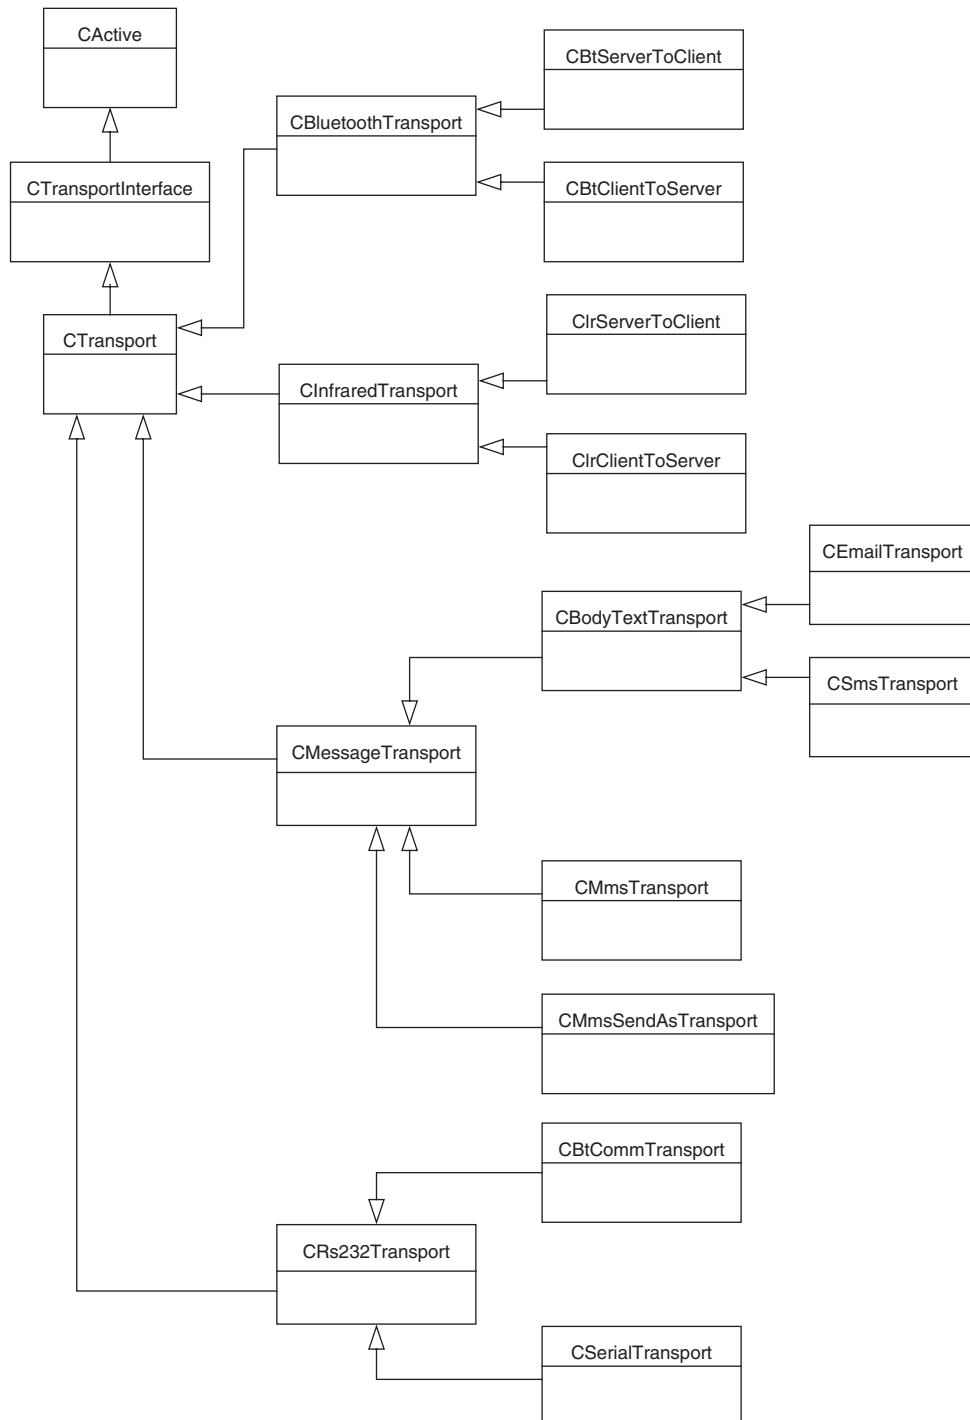 CActive
CBtServerToClient
CBluetoothTransport
CTransportInterface
CBtClientToServer
CIrServerToClient
CTransport
CInfraredTransport
CIrClientToServer
CEmailTransport
CBodyTextTransport
CSmsTransport
CMessageTransport
CMmsTransport
CMmsSendAsTransport
CBtCommTransport
CRs232Transport
CSerialTransport